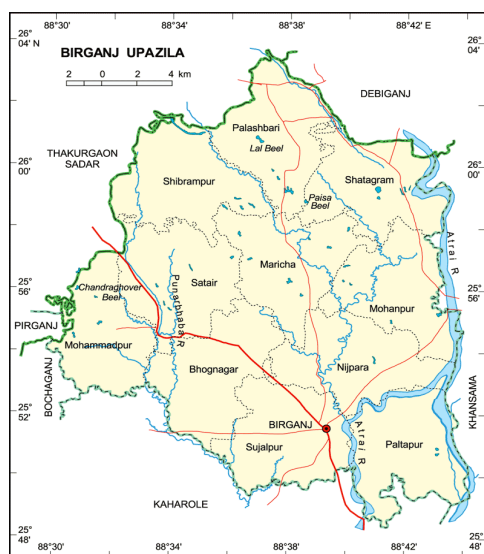 88°30'
88°34'
88°38'
88°42' E
26°
04' N
26°
04'
BIRGANJ UPAZILA
2 0 2 4 km
DEBIGANJ
THAKURGAON
SADAR
Palashbari
Lal Beel
26°
00'
26°
00'
Shibrampur
Shatagram
Paisa
Beel
Atrai R
25°
56'
25°
56'
Maricha
Satair
Chandraghover
Beel
Punarbhaba R
Mohanpur
PIRGANJ
Mohammadpur
Bhognagar
Nijpara
BOCHAGANJ
KHANSAMA
25°
52'
25°
52'
BIRGANJ
Atrai R
Sujalpur
Paltapur
KAHAROLE
25°
48'
25°
48'
88°30'
88°34'
88°38'
88°42'